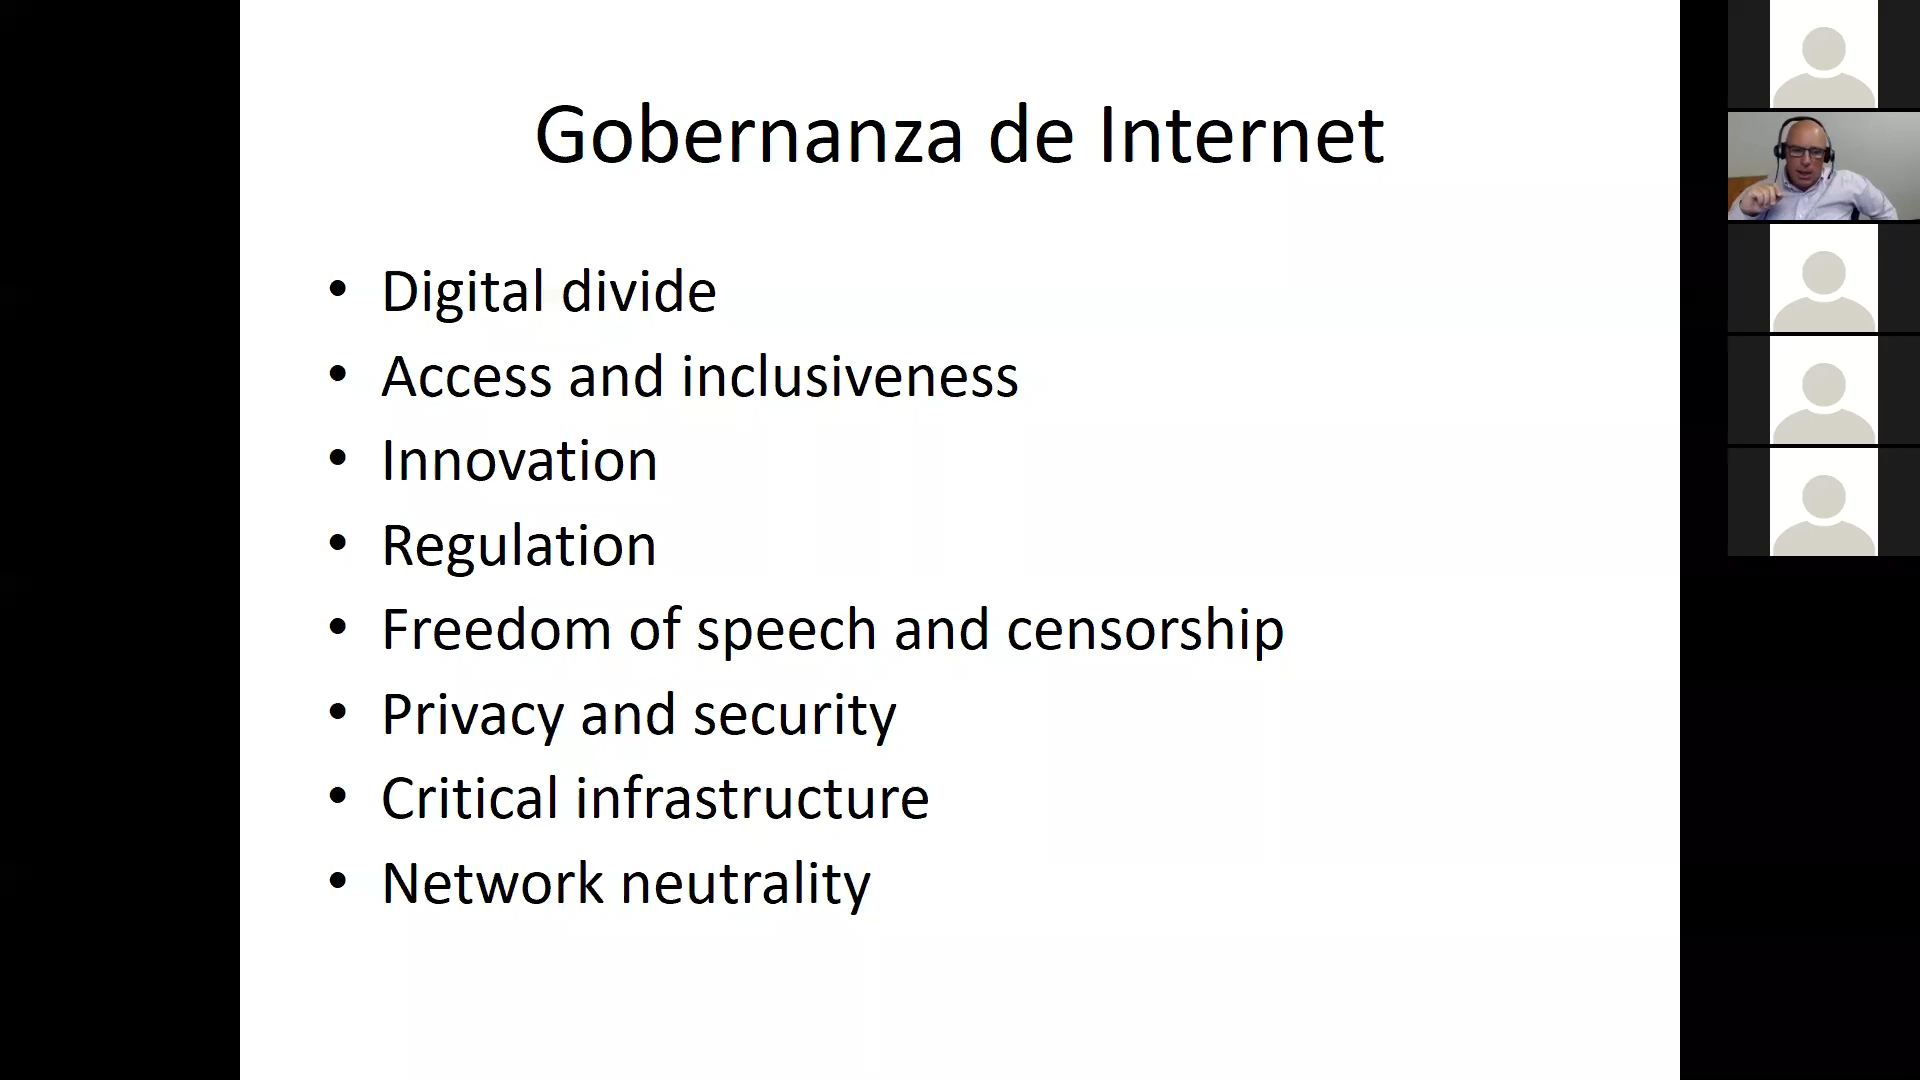 Gobernanza de Internet
• Digital divide
• Access and inclusiveness
• Innovation
• Regulation
• Freedom of speech and censorship
• Privacy and security
• Critical infrastructure
• Network neutrality